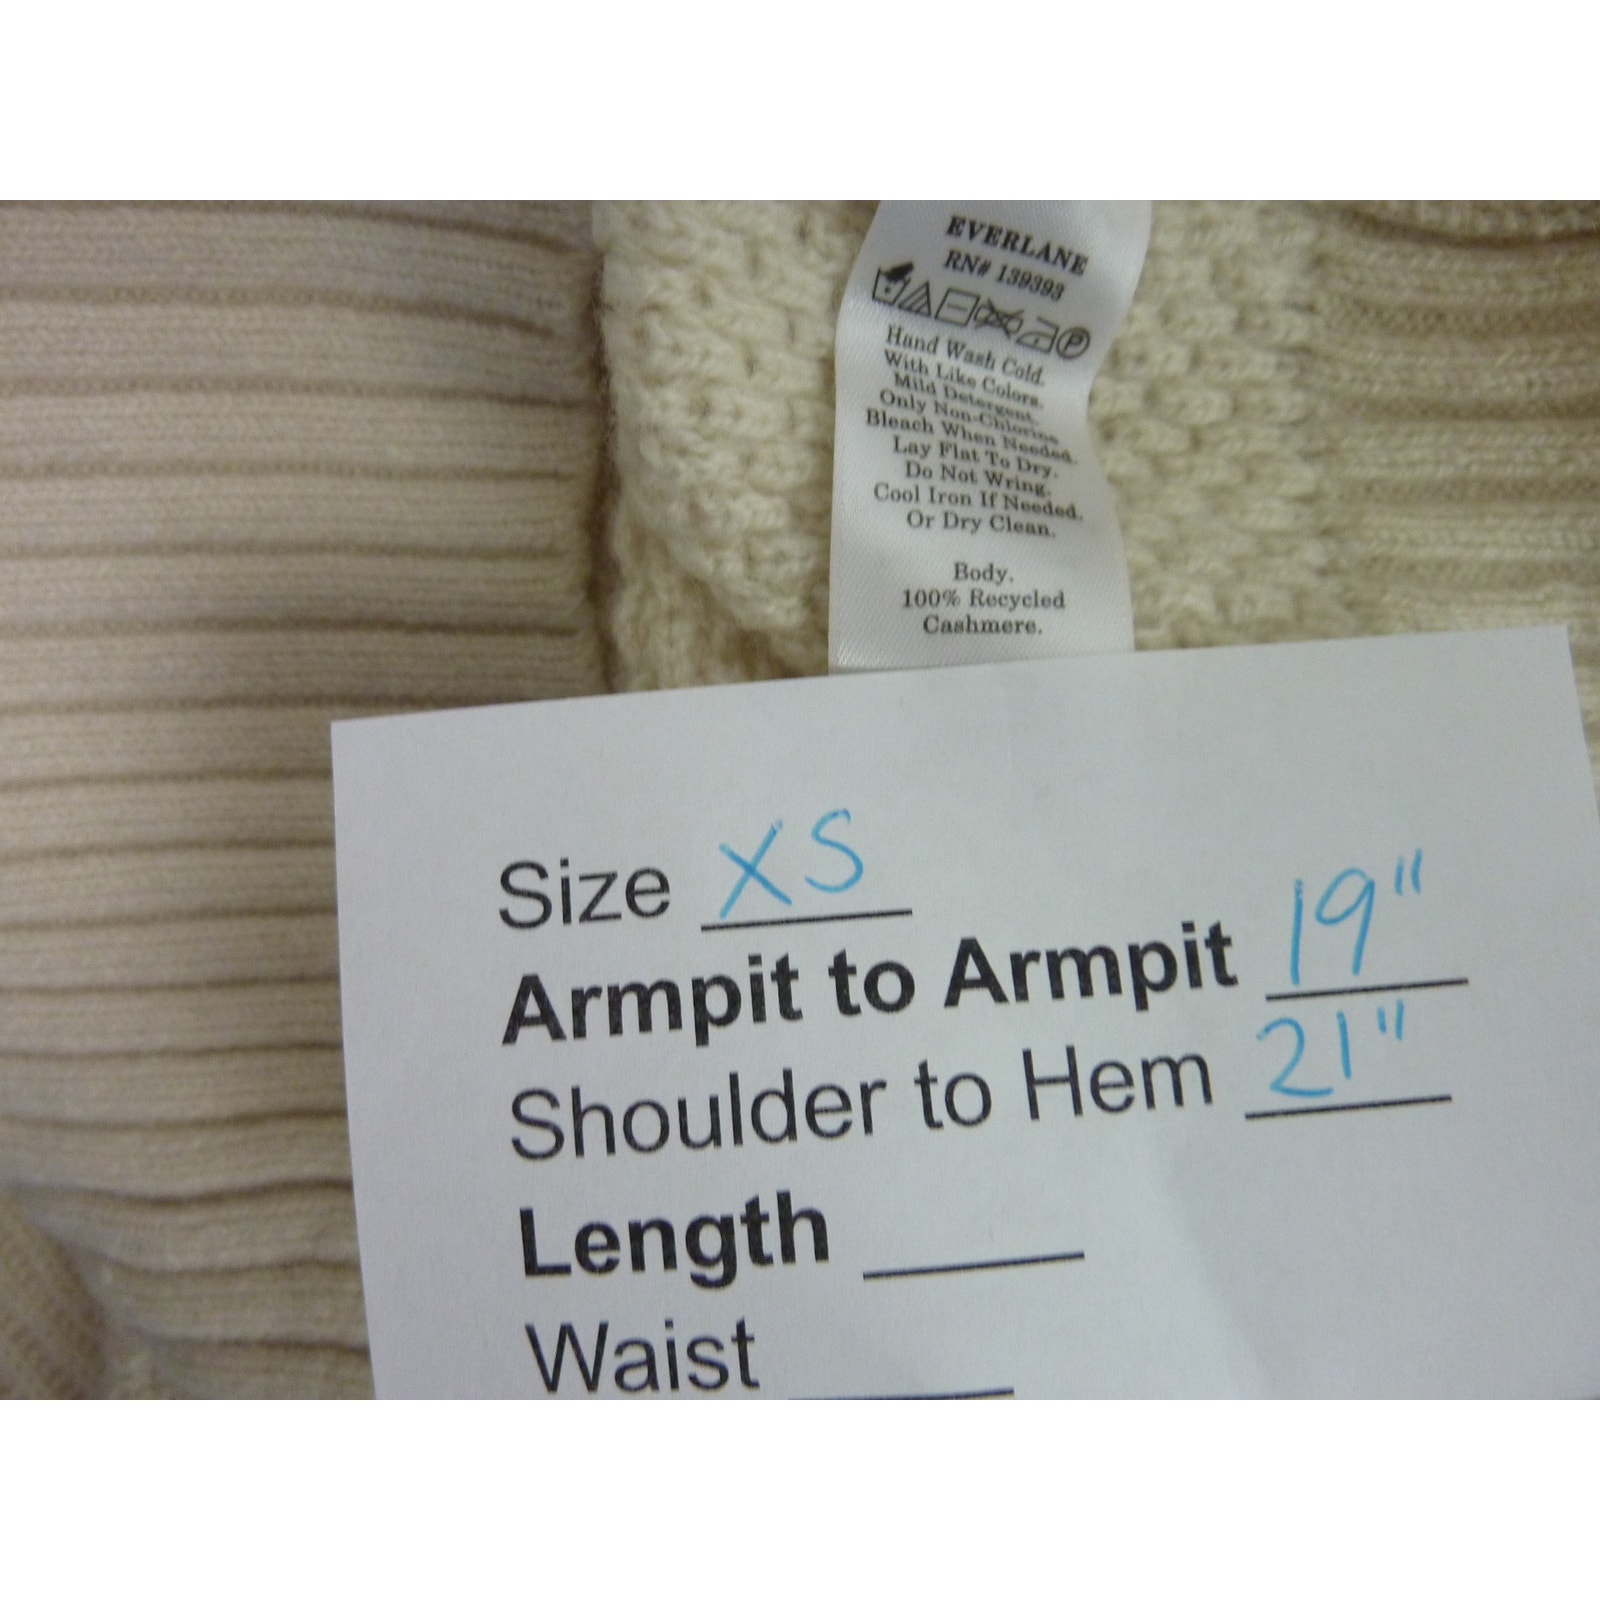 EVERLANE
RN# 139393
P
Hand Wash Cold.
With Like Colors.
Mild Detergent.
Only Non-Chlorine
Bleach When Needed.
Lay Flat To Dry.
Do Not Wring.
Cool Iron If Needed.
Or Dry Clean.
Body.
100% Recycled
Cashmere.
Size XS
Armpit to Armpit 19"
Shoulder to Hem 21"
Length
Waist